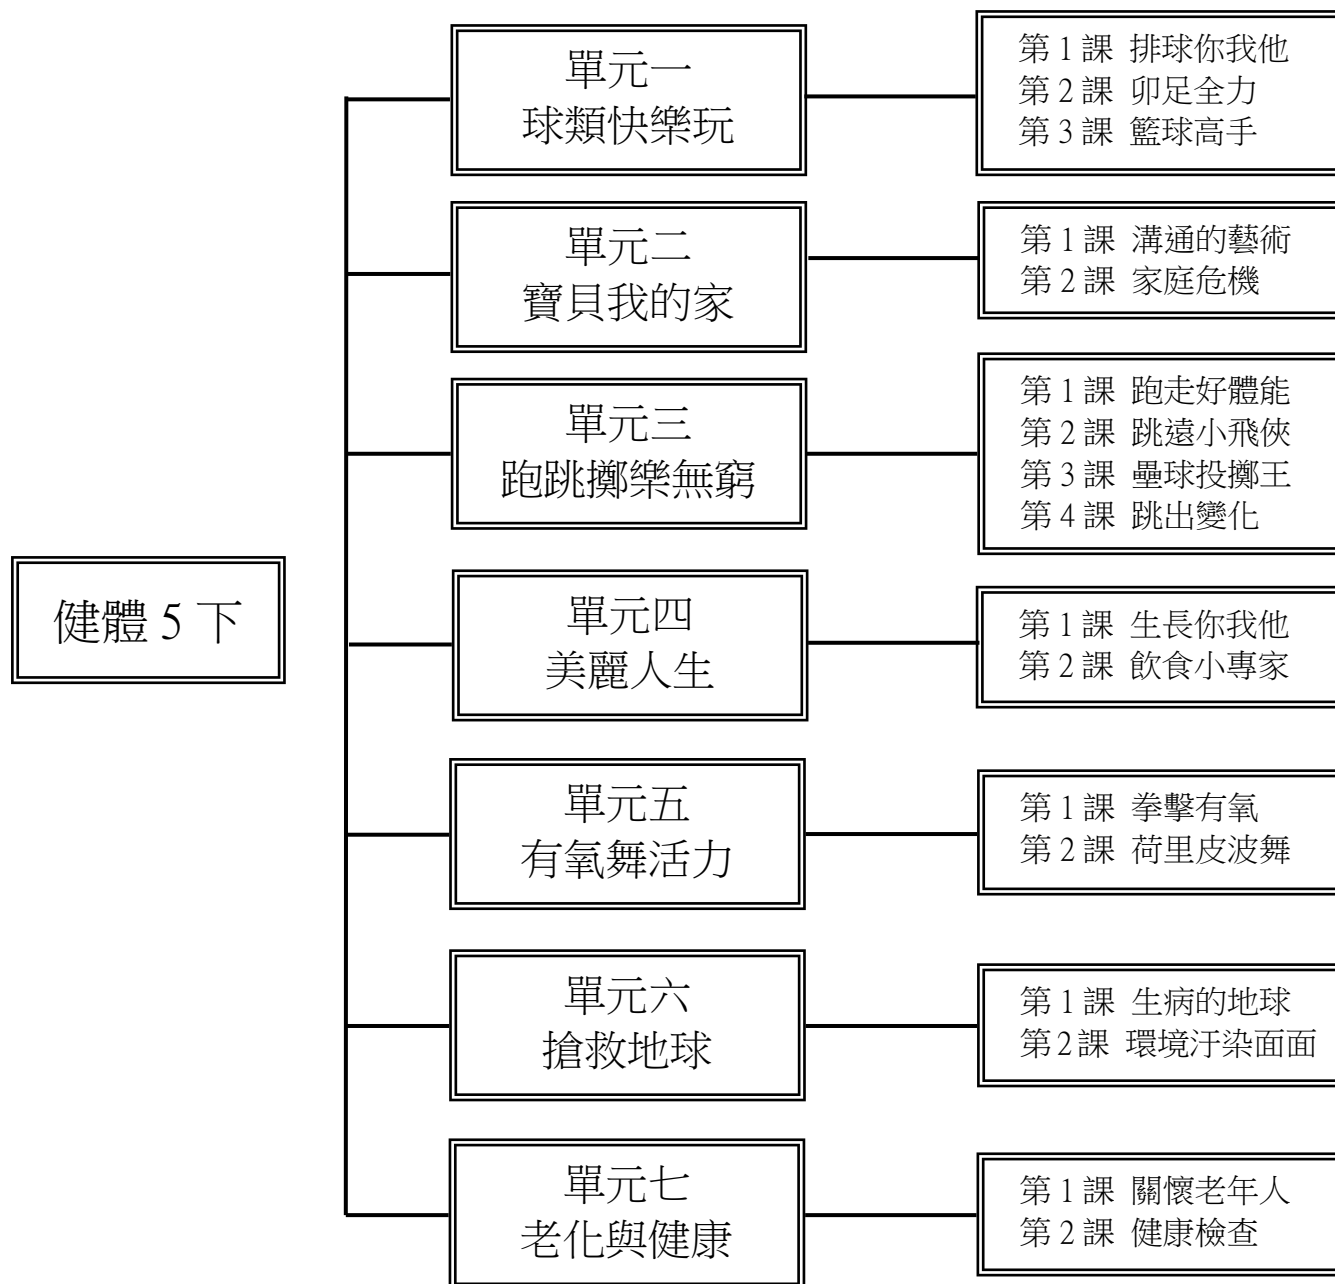 健體 5 下
單元一
球類快樂玩
第 1 課 排球你我他
第 2 課 卯足全力
第 3 課 籃球高手
單元二
寶貝我的家
第 1 課 溝通的藝術
第 2 課 家庭危機
單元三
跑跳擲樂無窮
第 1 課 跑走好體能
第 2 課 跳遠小飛俠
第 3 課 壘球投擲王
第 4 課 跳出變化
單元四
美麗人生
第 1 課 生長你我他
第 2 課 飲食小專家
單元五
有氧舞活力
第 1 課 拳擊有氧
第 2 課 荷里皮波舞
單元六
搶救地球
第 1 課 生病的地球
第 2 課 環境汙染面面
單元七
老化與健康
第 1 課 關懷老年人
第 2 課 健康檢查